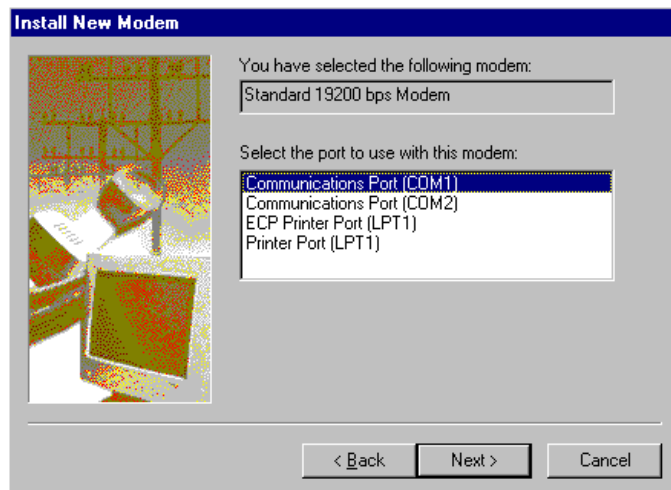 Install New Modem
You have selected the following modem:
Standard 19200 bps Modem
Select the port to use with this modem:
Communications Port (COM1)
Communications Port (COM2)
ECP Printer Port (LPT1)
Printer Port (LPT1)
< Back
Next >
Cancel